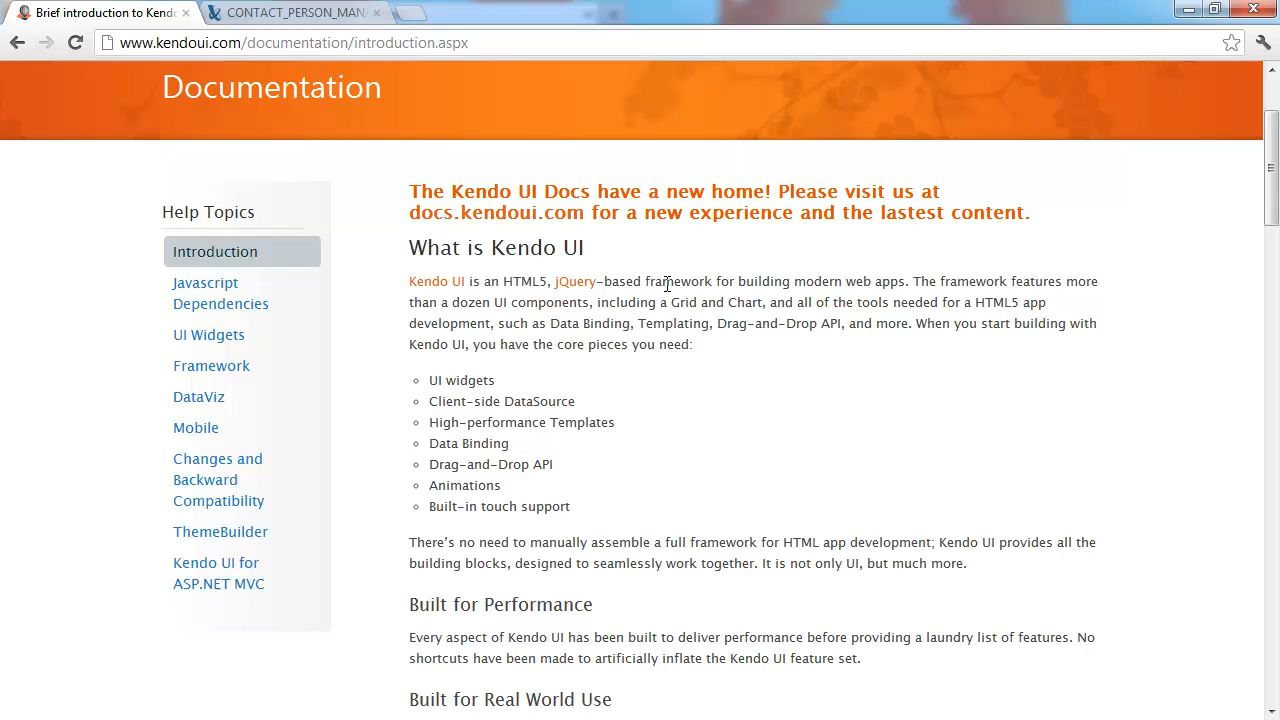 Brief introduction to Kend
CONTACT_PERSON_MAN
www.kendoui.com/documentation/introduction.aspx
Documentation
Help Topics
Introduction
Javascript
Dependencies
UI Widgets
Framework
DataViz
Mobile
Changes and
Backward
Compatibility
ThemeBuilder
Kendo UI for
ASP.NET MVC
The Kendo UI Docs have a new home! Please visit us at
docs.kendoui.com for a new experience and the lastest content.
What is Kendo UI
Kendo UI is an HTML5, jQuery-based framework for building modern web apps. The framework features more
than a dozen UI components, including a Grid and Chart, and all of the tools needed for a HTML5 app
development, such as Data Binding, Templating, Drag-and-Drop API, and more. When you start building with
Kendo UI, you have the core pieces you need:
UI widgets
Client-side DataSource
High-performance Templates
Data Binding
Drag-and-Drop API
Animations
Built-in touch support
There's no need to manually assemble a full framework for HTML app development; Kendo UI provides all the
building blocks, designed to seamlessly work together. It is not only UI, but much more.
Built for Performance
Every aspect of Kendo UI has been built to deliver performance before providing a laundry list of features. No
shortcuts have been made to artificially inflate the Kendo UI feature set.
Built for Real World Use